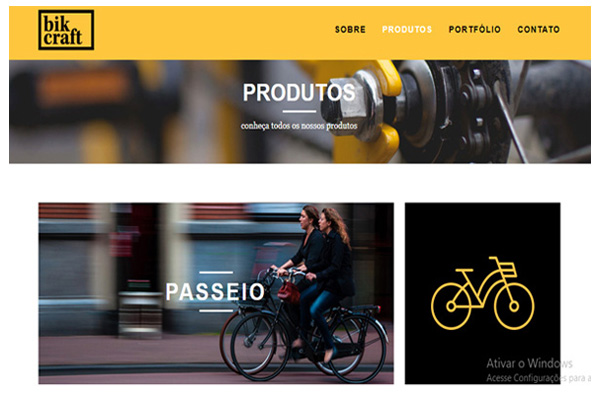 bik
craft
SOBRE PRODUTOS PORTFÓLIO CONTATO
PRODUTOS
conheça todos os nossos produtos
PASSEIO
Ativar o Windows
Acesse Configurações para a